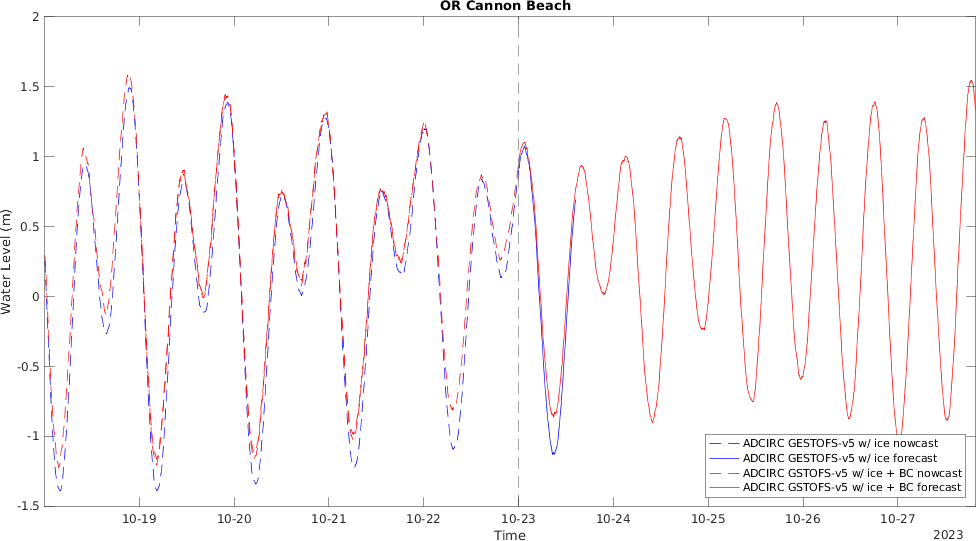 OR Cannon Beach
2
1.5
1
0.5
0
-0.5
-1
-1.5
Water Level (m)
10-19 10-20 10-21 10-22 10-23 10-24 10-25 10-26 10-27
Time
2023
ADCIRC GESTOFS-v5 w/ ice nowcast
ADCIRC GESTOFS-v5 w/ ice forecast
ADCIRC GSTOFS-v5 w/ ice + BC nowcast
ADCIRC GSTOFS-v5 w/ ice + BC forecast